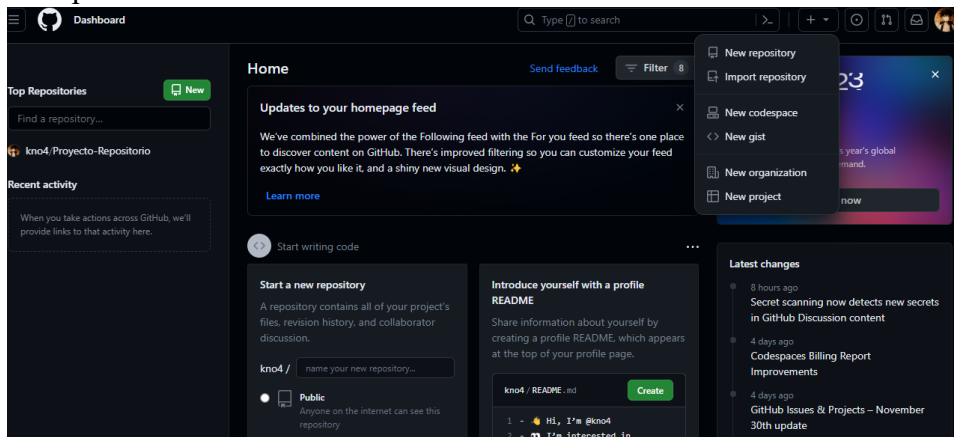 Dashboard
Type / to search
New repository
Import repository
New codespace
New gist
New organization
New project
Top Repositories
New
Find a repository...
kno4/Proyecto-Repositorio
Recent activity
When you take actions across GitHub, we'll
provide links to that activity here.
Home
Send feedback
Filter 8
Updates to your homepage feed
We've combined the power of the Following
feed with the For you feed so there's one place
to discover content on GitHub. There's improved
filtering so you can customize your feed
exactly how you like it, and a shiny new visual
design. ✨
Learn more
Start writing code
Start a new repository
A repository contains all of your project's
files, revision history, and collaborator
discussion.
kno4 /
name your new repository...
Public
Anyone on the internet can see this
repository
Introduce yourself with a profile
README
Share information about yourself by
creating a profile README, which appears
at the top of your profile page.
kno4 / README.md
Create
1 - 👋 Hi, I'm @kno4
2 - 👀 I'm interested in
23
s year's global
mand.
now
Latest changes
8 hours ago
Secret scanning now detects new secrets
in GitHub Discussion content
4 days ago
Codespaces Billing Report
Improvements
4 days ago
GitHub Issues & Projects – November
30th update